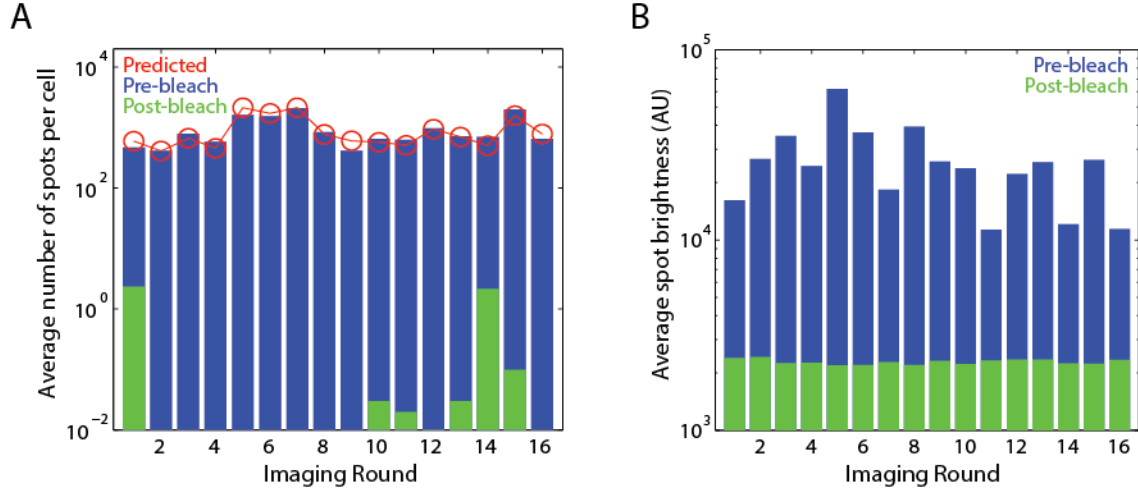 A
Average number of spots per cell
10^4
10^2
10^0
10^−2
Predicted
Pre-bleach
Post-bleach
2 4 6 8 10 12 14 16
Imaging Round
B
Average spot brightness (AU)
10^5
10^4
10^3
Pre-bleach
Post-bleach
2 4 6 8 10 12 14 16
Imaging Round